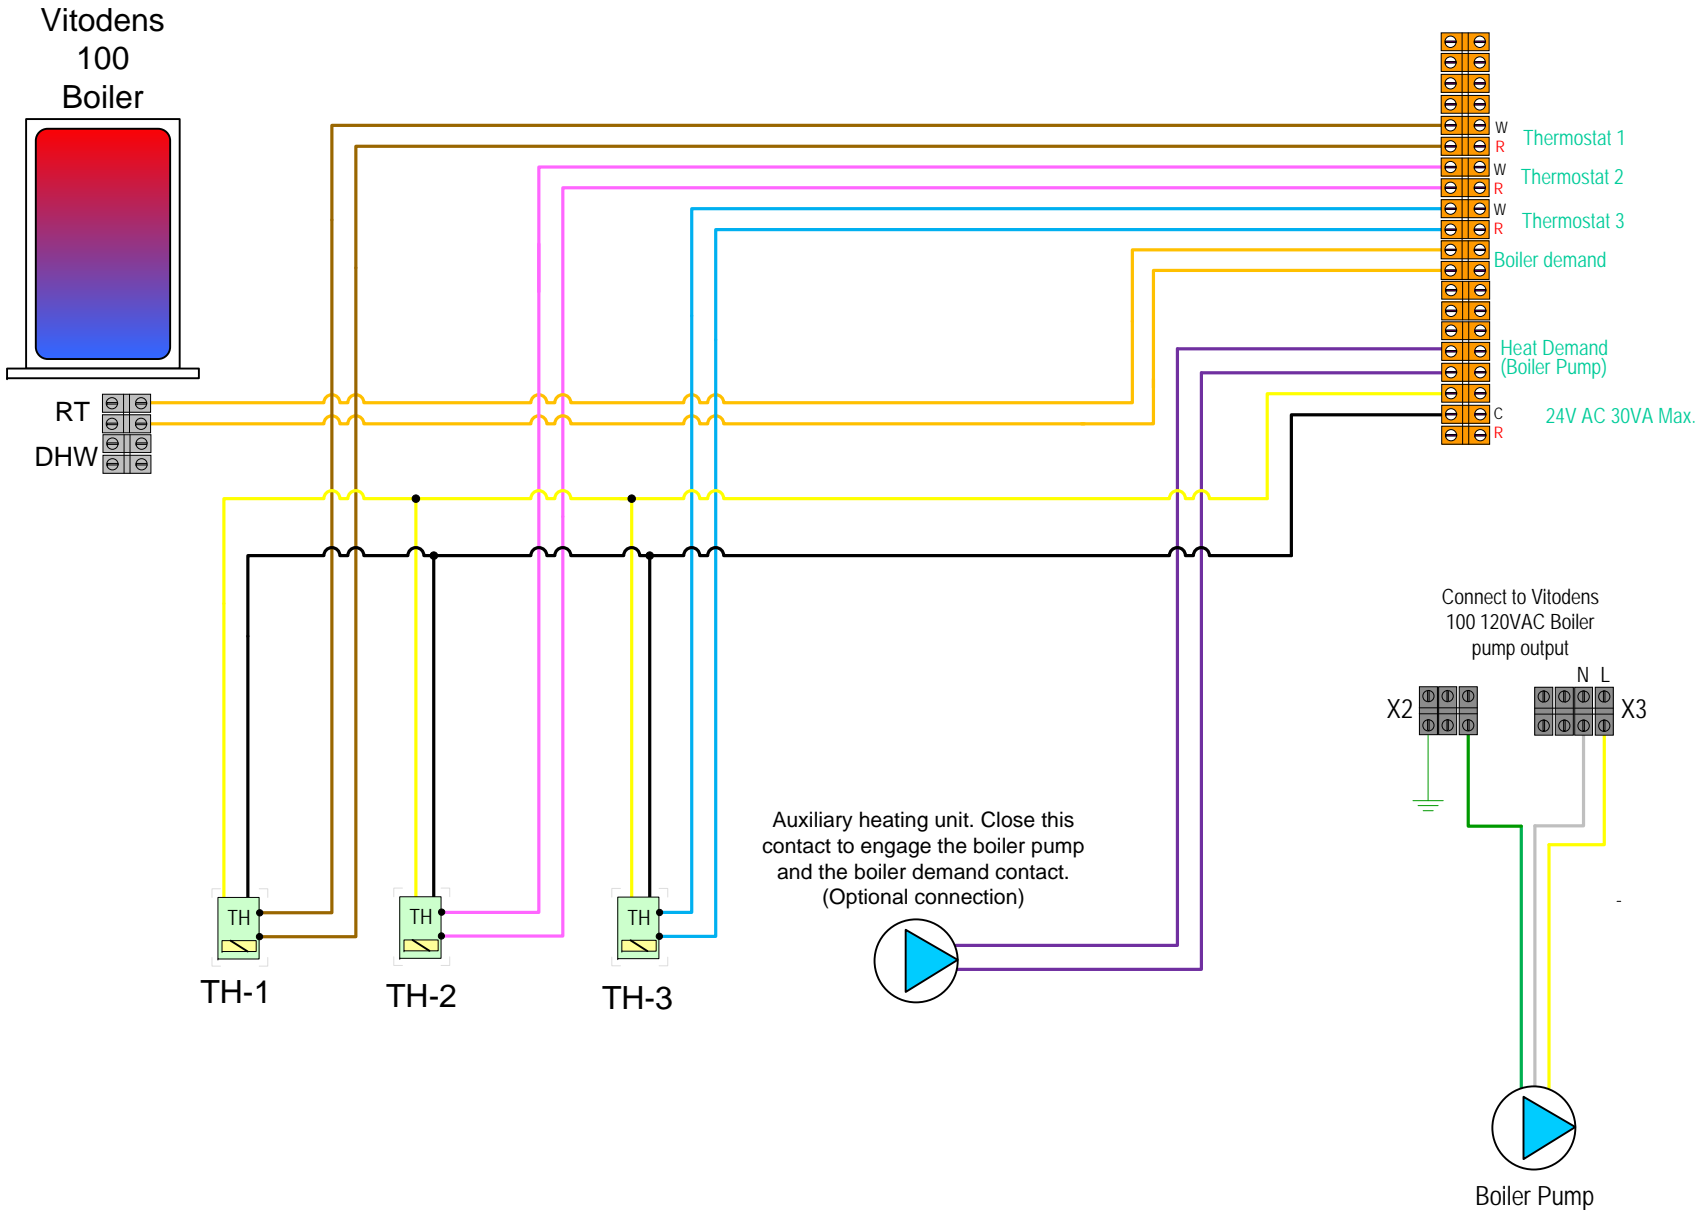 Vitodens
100
Boiler
W
R
Thermostat 1
W
R
Thermostat 2
W
R
Thermostat 3
Boiler demand
Heat Demand
(Boiler Pump)
C
R
24V AC 30VA Max.
RT
DHW
Connect to Vitodens
100 120VAC Boiler
pump output
N L
X2
X3
Auxiliary heating unit. Close this
contact to engage the boiler pump
and the boiler demand contact.
(Optional connection)
-
TH
TH
TH
TH-1
TH-2
TH-3
Boiler Pump